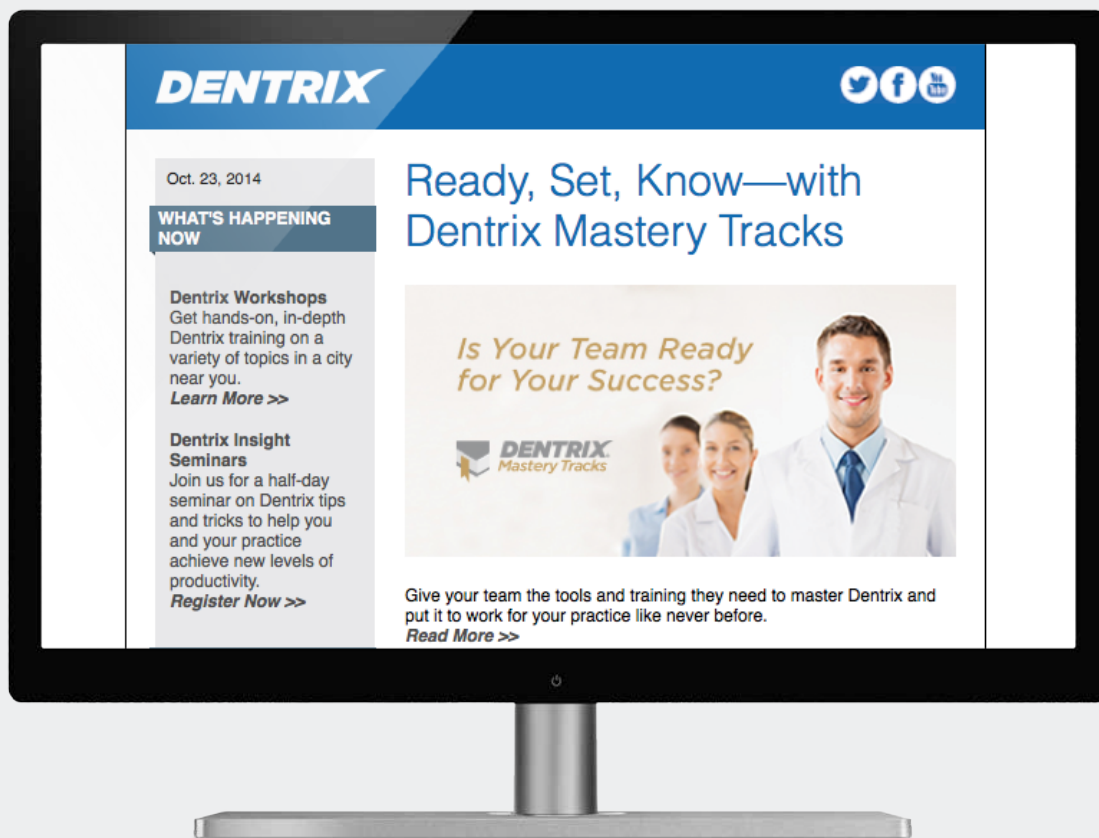 DENTRIX
Oct. 23, 2014
WHAT'S HAPPENING
NOW
Dentrix Workshops
Get hands-on, in-depth
Dentrix training on a
variety of topics in a city
near you.
Learn More >>
Dentrix Insight
Seminars
Join us for a half-day
seminar on Dentrix tips
and tricks to help you
and your practice
achieve new levels of
productivity.
Register Now >>
Ready, Set, Know—with
Dentrix Mastery Tracks
Is Your Team Ready
for Your Success?
DENTRIX
Mastery Tracks
Give your team the tools and training they need to master Dentrix and
put it to work for your practice like never before.
Read More >>
You
Tube